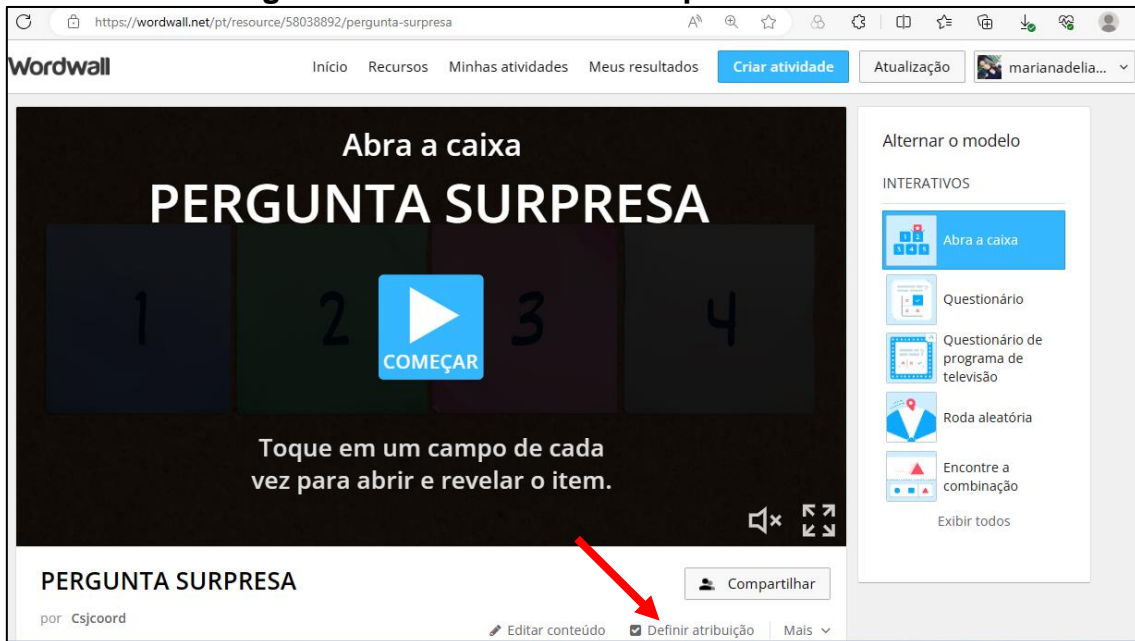 https://wordwall.net/pt/resource/58038892/pergunta-surpresa
Wordwall
Início Recursos Minhas atividades Meus resultados Criar atividade Atualização marianadelia...
Abra a caixa
PERGUNTA SURPRESA
1 2 3 4
COMEÇAR
Toque em um campo de cada
vez para abrir e revelar o item.
Alternar o modelo
INTERATIVOS
Abra a caixa
Questionário
Questionário de
programa de
televisão
Roda aleatória
Encontre a
combinação
Exibir todos
PERGUNTA SURPRESA
Compartilhar
por Csjcoord
Editar conteúdo Definir atribuição Mais